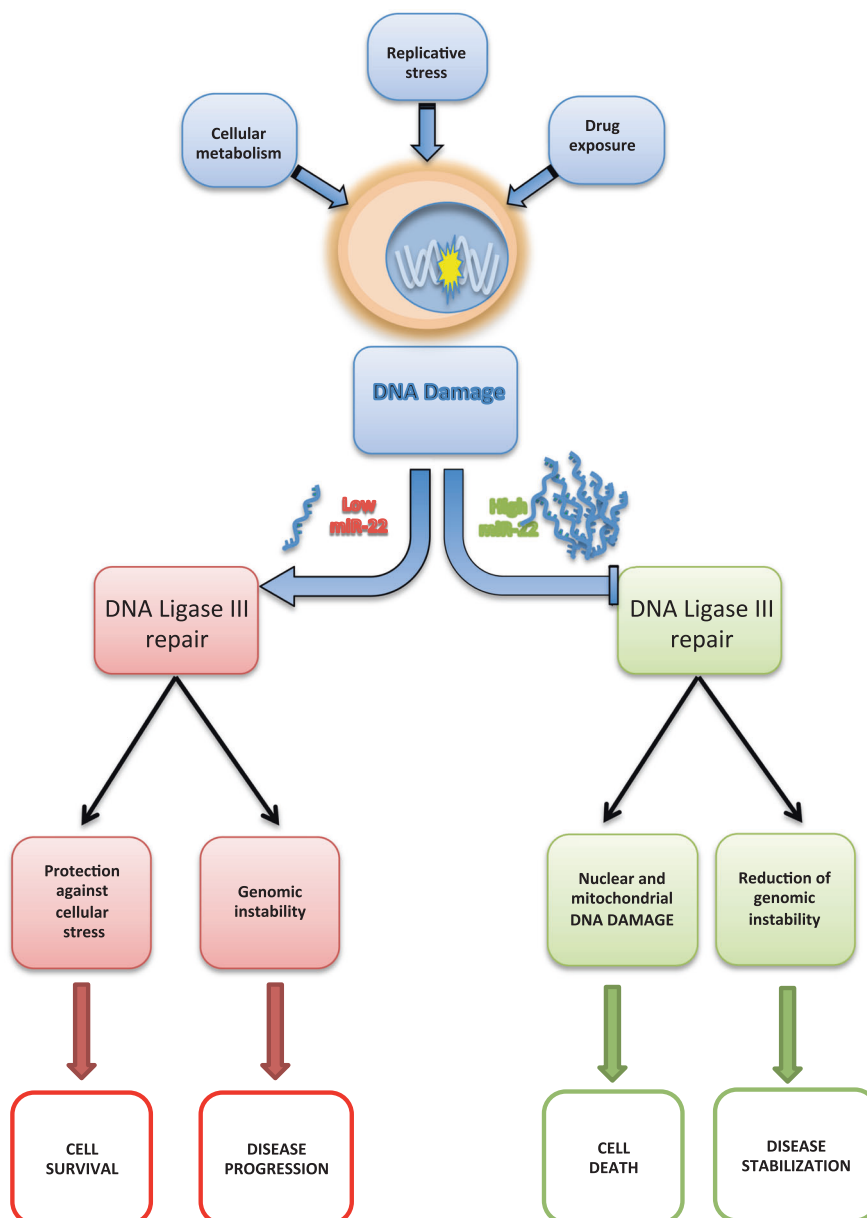 Replicative
stress
Cellular
metabolism
Drug
exposure
DNA Damage
Low
miR-22
High
miR-22
DNA Ligase III
repair
DNA Ligase III
repair
Protection
against
cellular
stress
Genomic
instability
Nuclear and
mitochondrial
DNA DAMAGE
Reduction of
genomic
instability
CELL
SURVIVAL
DISEASE
PROGRESSION
CELL
DEATH
DISEASE
STABILIZATION